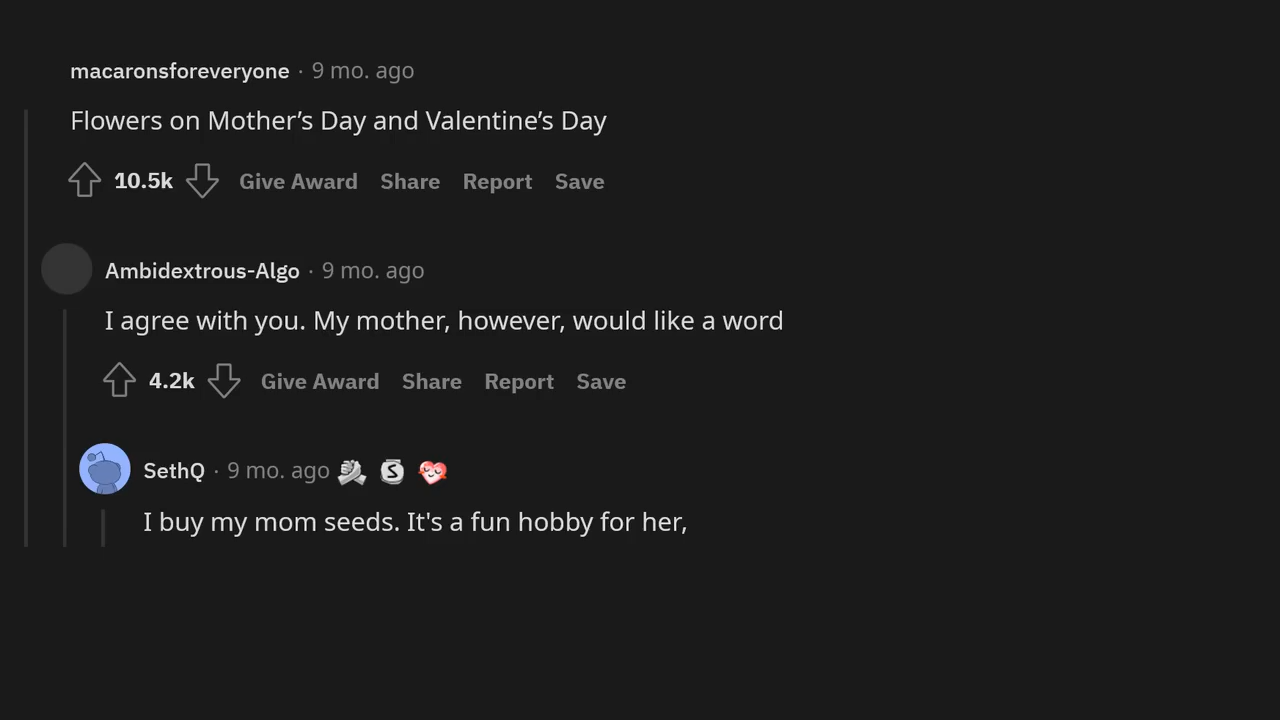 macaronsforeveryone · 9 mo. ago
Flowers on Mother’s Day and Valentine’s Day
10.5k Give Award Share Report Save
Ambidextrous-Algo · 9 mo. ago
I agree with you. My mother, however, would like a word
4.2k Give Award Share Report Save
SethQ · 9 mo. ago S
I buy my mom seeds. It's a fun hobby for her,